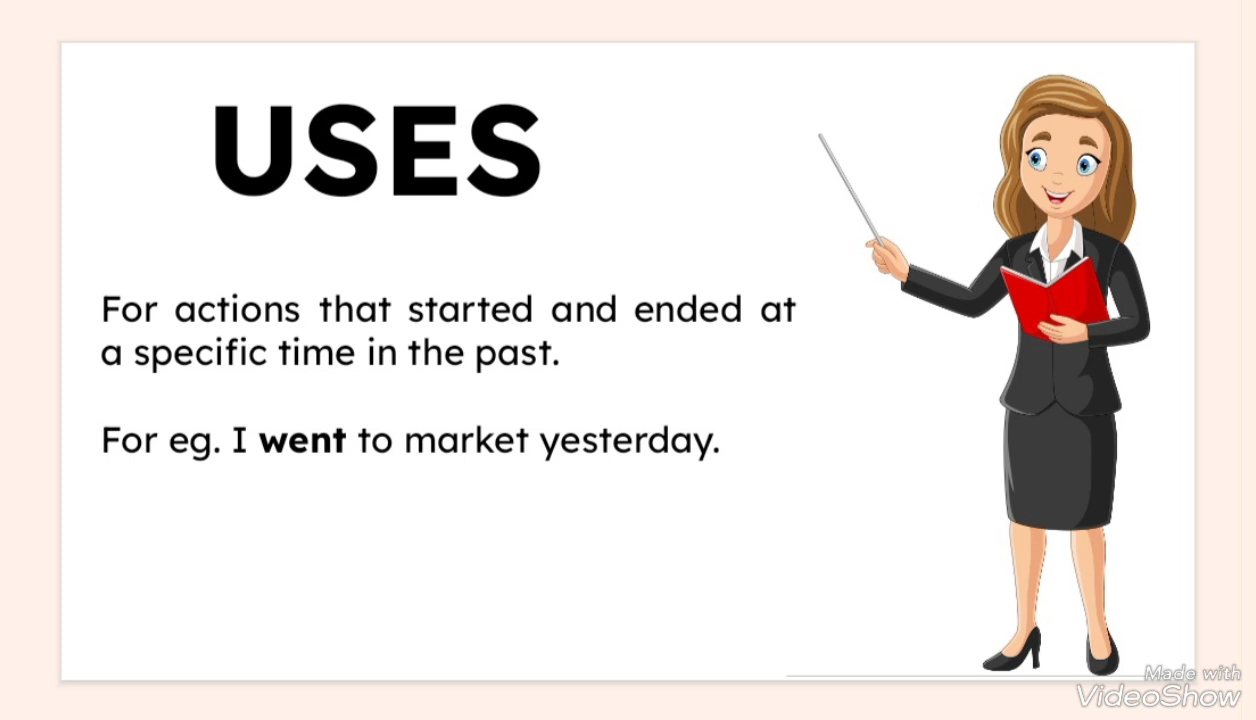 USES
For actions that started and ended at
a specific time in the past.
For eg. I went to market yesterday.
Made with
VideoShow